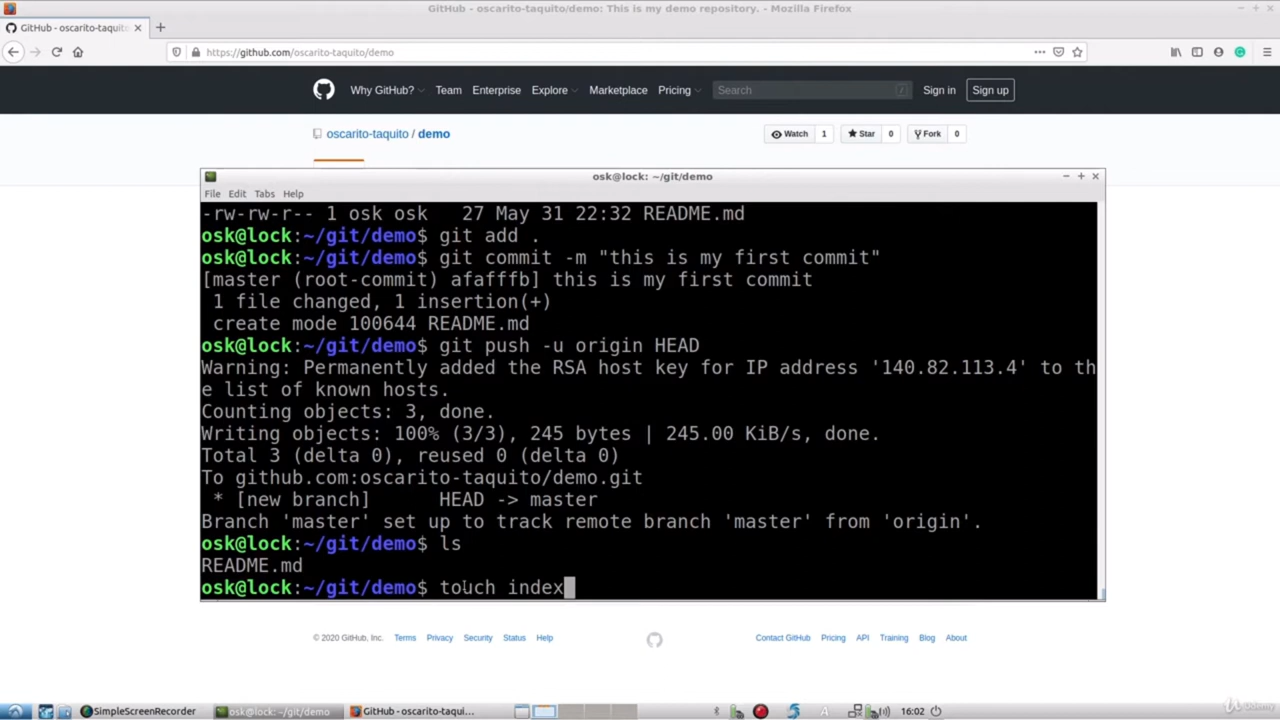 GitHub - oscarito-taquito/demo: This is my demo repository. - Mozilla Firefox
GitHub - oscarito-taquito
https://github.com/oscarito-taquito/demo
Why GitHub? Team Enterprise Explore Marketplace Pricing Search / Sign in Sign up
oscarito-taquito / demo Watch 1 Star 0 Fork 0
osk@lock: ~/git/demo
File Edit Tabs Help
-rw-rw-r-- 1 osk osk 27 May 31 22:32 README.md
osk@lock:~/git/demo$ git add .
osk@lock:~/git/demo$ git commit -m "this is my first commit"
[master (root-commit) afafffb] this is my first commit
1 file changed, 1 insertion(+)
create mode 100644 README.md
osk@lock:~/git/demo$ git push -u origin HEAD
Warning: Permanently added the RSA host key for IP address '140.82.113.4' to th
e list of known hosts.
Counting objects: 3, done.
Writing objects: 100% (3/3), 245 bytes | 245.00 KiB/s, done.
Total 3 (delta 0), reused 0 (delta 0)
To github.com:oscarito-taquito/demo.git
* [new branch] HEAD -> master
Branch 'master' set up to track remote branch 'master' from 'origin'.
osk@lock:~/git/demo$ ls
README.md
osk@lock:~/git/demo$ touch index
© 2020 GitHub, Inc. Terms Privacy Security Status Help Contact GitHub Pricing API Training Blog About
SimpleScreenRecorder osk@lock: ~/git/demo GitHub - oscarito-taqui... A 16:02
Udemy